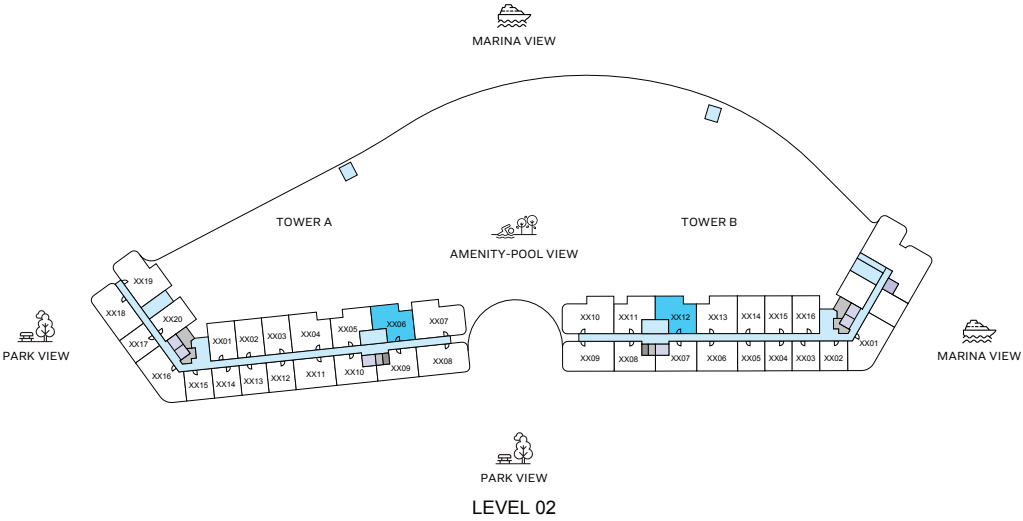 MARINA VIEW
TOWER A
TOWER B
AMENITY-POOL VIEW
XX19
XX18
XX20
XX17
XX16
XX15
XX14
XX13
XX12
XX11
XX10
XX09
XX08
XX01
XX02
XX03
XX04
XX05
XX06
XX07
XX10
XX11
XX12
XX13
XX14
XX15
XX16
XX09
XX08
XX07
XX06
XX05
XX04
XX03
XX02
XX01
PARK VIEW
MARINA VIEW
PARK VIEW
LEVEL 02